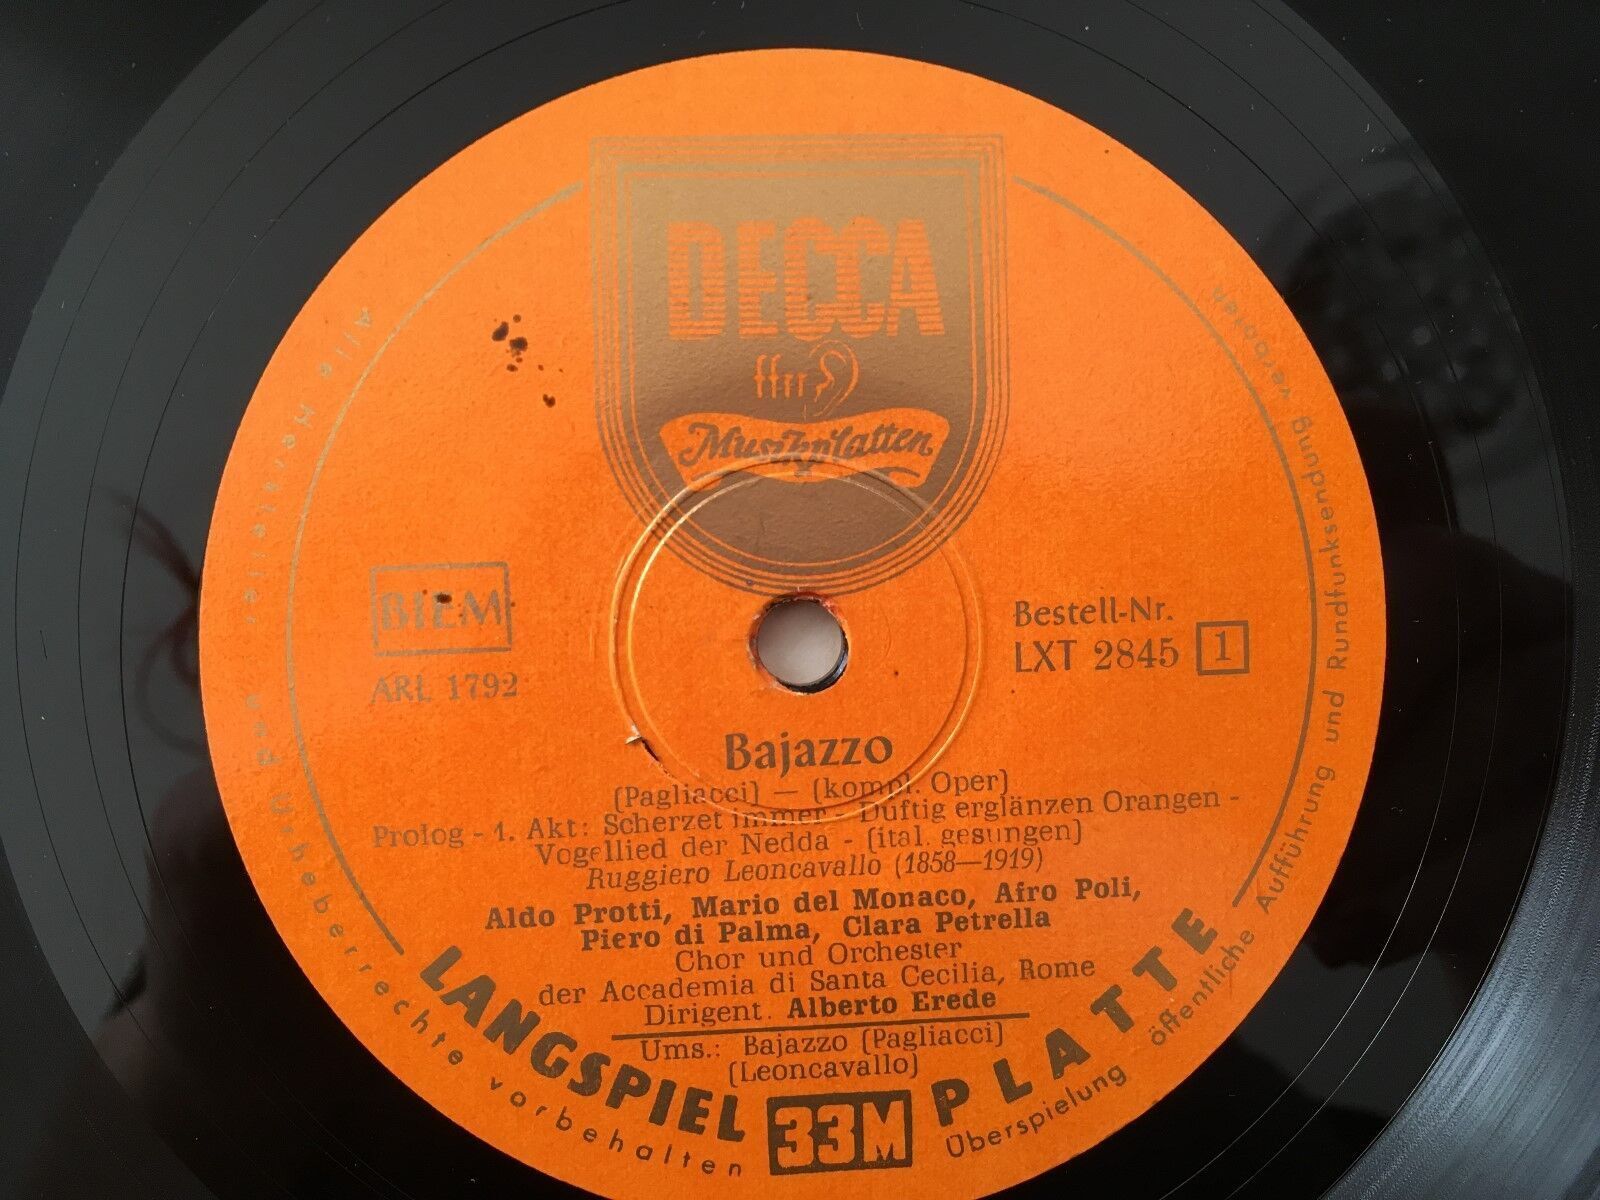 DECCA
ffrr
Musikplatten
BIEM
ARL 1792
Bestell-Nr.
LXT 2845 1
Bajazzo
(Pagliacci) — (kompl. Oper)
Prolog - 1. Akt: Scherzet immer - Duftig erglänzen Orangen -
Vogellied der Nedda - (ital. gesungen)
Ruggiero Leoncavallo (1858—1919)
Aldo Protti, Mario del Monaco, Afro Poli,
Piero di Palma, Clara Petrella
Chor und Orchester
der Accademia di Santa Cecilia, Rome
Dirigent. Alberto Erede
Ums.: Bajazzo (Pagliacci)
(Leoncavallo)
LANGSPIEL 33M PLATTE
Alle Hersteller- und Urheberrechte vorbehalten
Überspielung öffentliche Aufführung und Rundfunksendung verboten